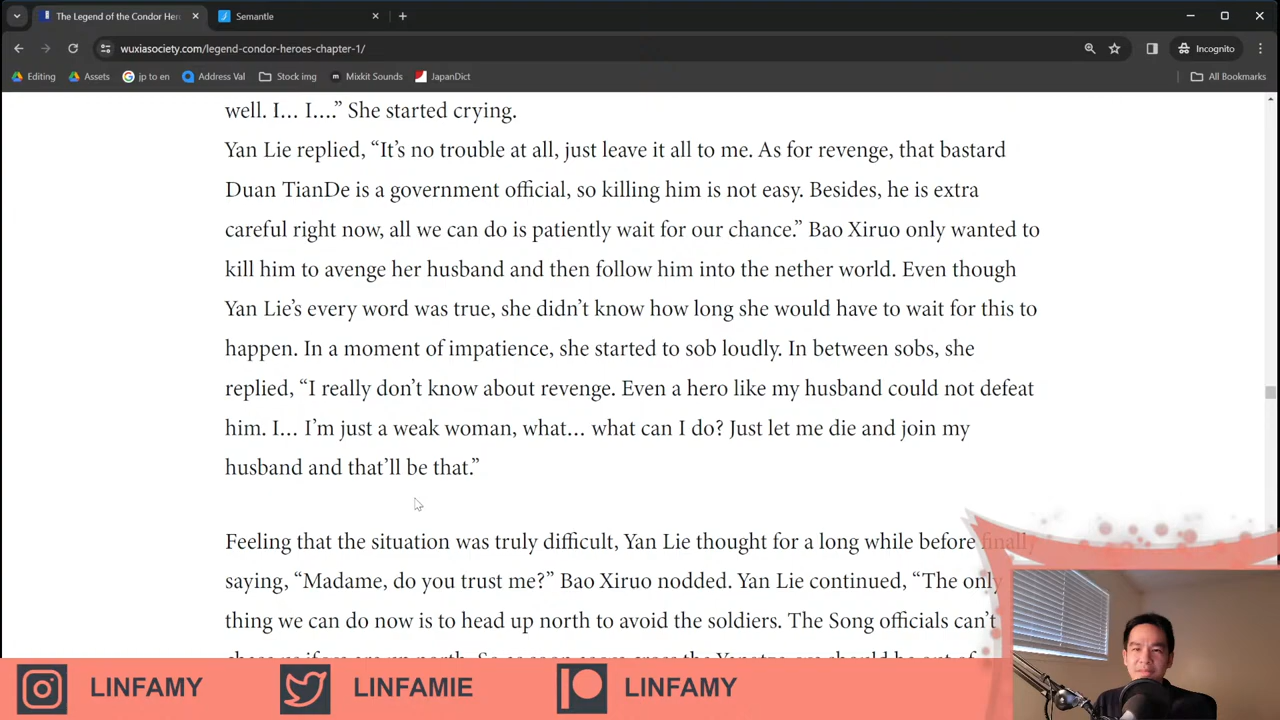 The Legend of the Condor Her
Semantle
wuxiasociety.com/legend-condor-heroes-chapter-1/
Incognito
Editing
Assets
jp to en
Address Val
Stock img
Mixkit Sounds
JapanDict
All Bookmarks
well. I… I….” She started crying.
Yan Lie replied, “It’s no trouble at all, just leave it all to me. As for revenge, that bastard
Duan TianDe is a government official, so killing him is not easy. Besides, he is extra
careful right now, all we can do is patiently wait for our chance.” Bao Xiruo only wanted to
kill him to avenge her husband and then follow him into the nether world. Even though
Yan Lie’s every word was true, she didn’t know how long she would have to wait for this to
happen. In a moment of impatience, she started to sob loudly. In between sobs, she
replied, “I really don’t know about revenge. Even a hero like my husband could not defeat
him. I… I’m just a weak woman, what… what can I do? Just let me die and join my
husband and that’ll be that.”
Feeling that the situation was truly difficult, Yan Lie thought for a long while before finally
saying, “Madame, do you trust me?” Bao Xiruo nodded. Yan Lie continued, “The only
thing we can do now is to head up north to avoid the soldiers. The Song officials can’t
LINFAMY
LINFAMIE
LINFAMY